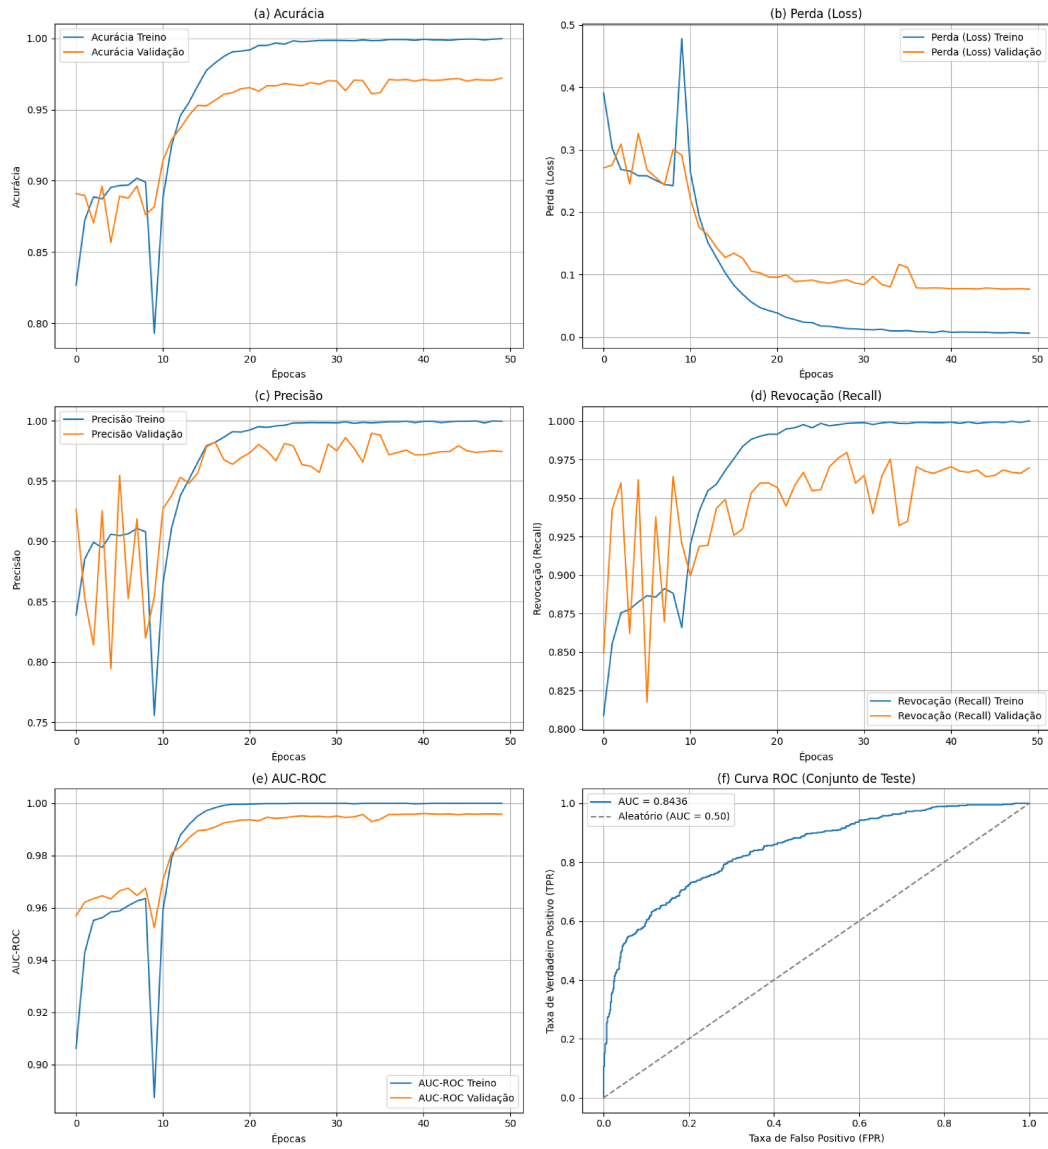 (a) Acurácia
Acurácia Treino
Acurácia Validação
1.00
0.95
0.90
0.85
0.80
Acurácia
0
10
20
30
40
50
Épocas
(b) Perda (Loss)
Perda (Loss) Treino
Perda (Loss) Validação
0.5
0.4
0.3
0.2
0.1
0.0
Perda (Loss)
0
10
20
30
40
50
Épocas
(c) Precisão
Precisão Treino
Precisão Validação
1.00
0.95
0.90
0.85
0.80
0.75
Precisão
0
10
20
30
40
50
Épocas
(d) Revocação (Recall)
1.000
0.975
0.950
0.925
0.900
0.875
0.850
0.825
0.800
Revocação (Recall)
Revocação (Recall) Treino
Revocação (Recall) Validação
0
10
20
30
40
50
Épocas
(e) AUC-ROC
1.00
0.98
0.96
0.94
0.92
0.90
AUC-ROC
AUC-ROC Treino
AUC-ROC Validação
0
10
20
30
40
50
Épocas
(f) Curva ROC (Conjunto de Teste)
AUC = 0.8436
Aleatório (AUC = 0.50)
1.0
0.8
0.6
0.4
0.2
0.0
Taxa de Verdadeiro Positivo (TPR)
0.0
0.2
0.4
0.6
0.8
1.0
Taxa de Falso Positivo (FPR)